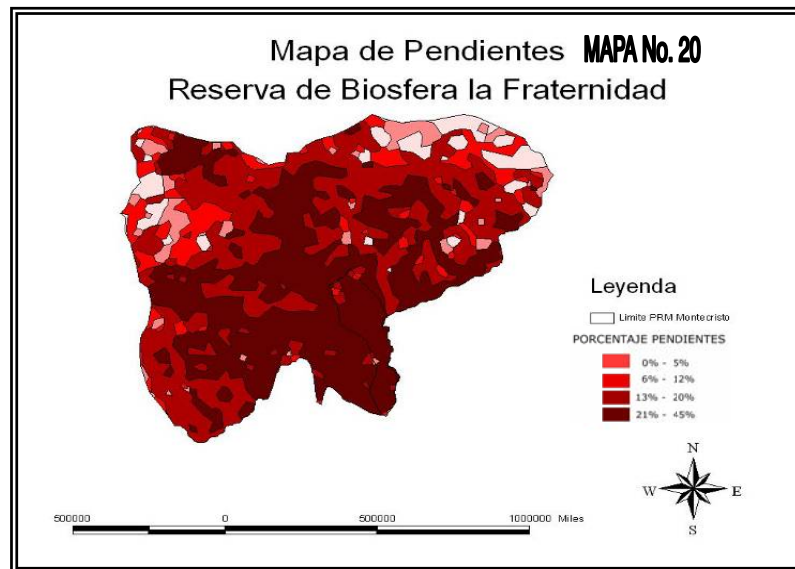 Mapa de Pendientes MAPA No. 20
Reserva de Biosfera la Fraternidad
Leyenda
Limite PRM Montecristo
PORCENTAJE PENDIENTES
0% - 5%
6% - 12%
13% - 20%
21% - 45%
N
W E
S
500000 0 500000 1000000 Miles